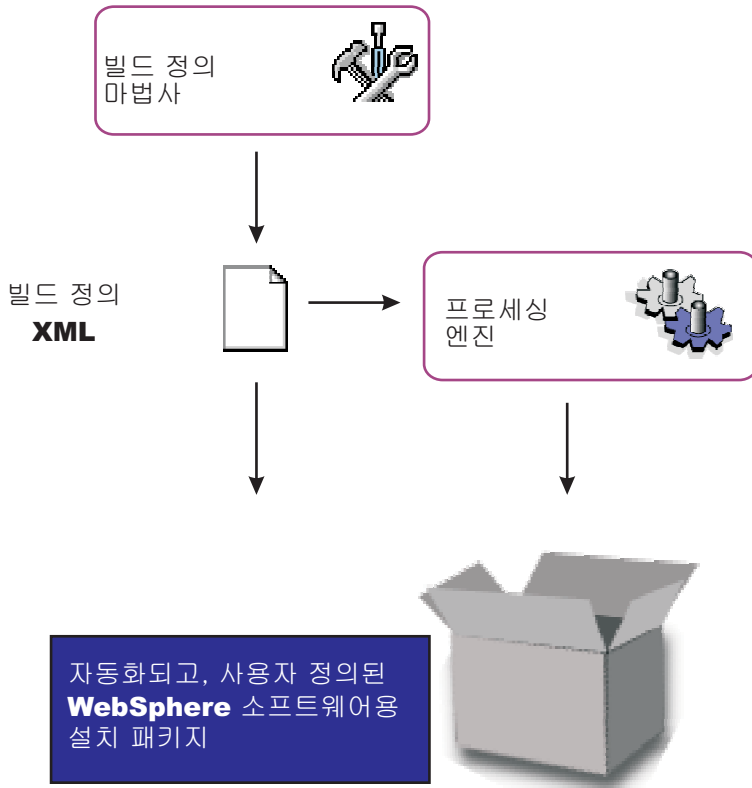 빌드 정의
마법사
빌드 정의
XML
프로세싱
엔진
자동화되고, 사용자 정의된
WebSphere 소프트웨어용
설치 패키지